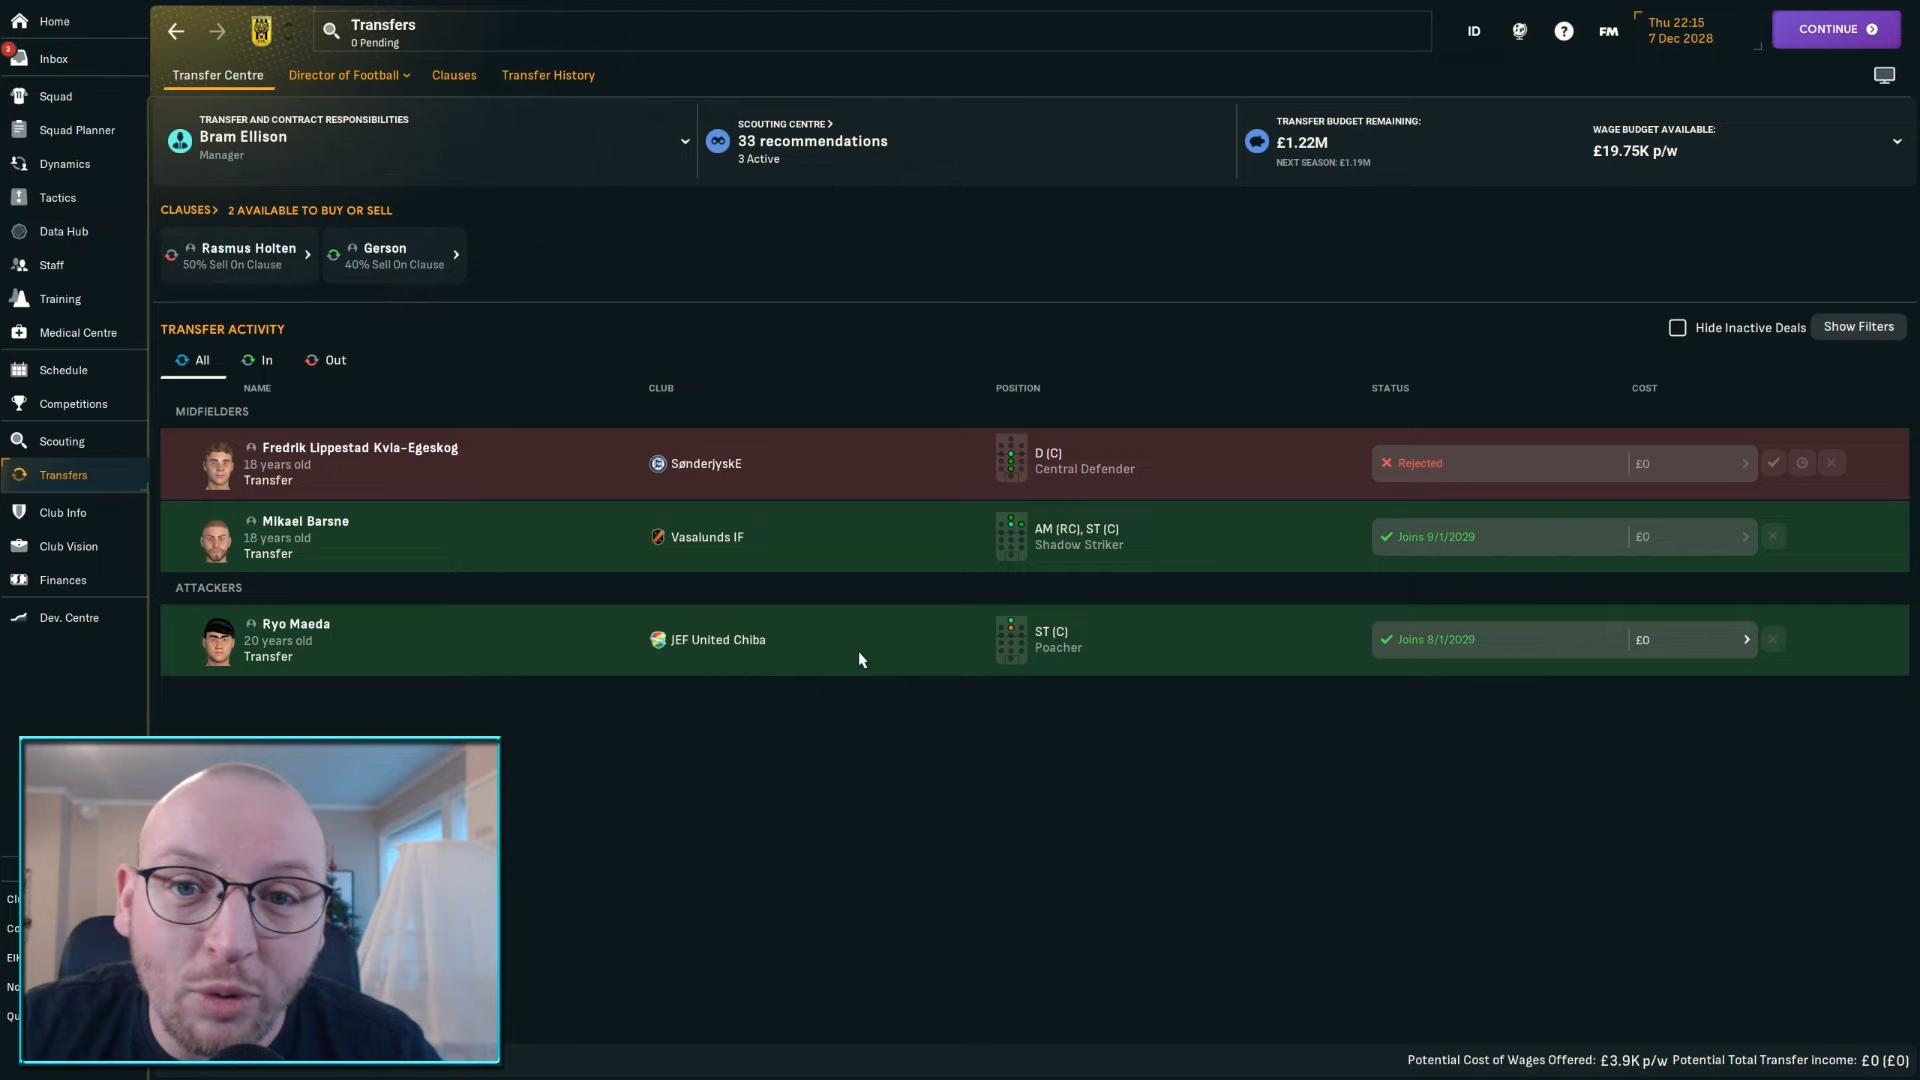 Home
Transfers
0 Pending
ID
FM
Thu 22:15
7 Dec 2028
CONTINUE
3
Inbox
Transfer Centre
Director of Football
Clauses
Transfer History
Squad
Squad Planner
Dynamics
Tactics
Data Hub
Staff
Training
Medical Centre
Schedule
Competitions
Scouting
Transfers
Club Info
Club Vision
Finances
Dev. Centre
TRANSFER AND CONTRACT RESPONSIBILITIES
Bram Ellison
Manager
SCOUTING CENTRE >
33 recommendations
3 Active
TRANSFER BUDGET REMAINING:
£1.22M
NEXT SEASON: £1.19M
WAGE BUDGET AVAILABLE:
£19.75K p/w
CLAUSES > 2 AVAILABLE TO BUY OR SELL
Rasmus Holten
50% Sell On Clause
Gerson
40% Sell On Clause
TRANSFER ACTIVITY
Hide Inactive Deals
Show Filters
All In Out
NAME CLUB POSITION STATUS COST
MIDFIELDERS
Fredrik Lippestad Kvia-Egeskog
18 years old
Transfer
SønderjyskE
D (C)
Central Defender
Rejected
£0
Mikael Barsne
18 years old
Transfer
Vasalunds IF
AM (RC), ST (C)
Shadow Striker
Joins 9/1/2029
£0
ATTACKERS
Ryo Maeda
20 years old
Transfer
JEF United Chiba
ST (C)
Poacher
Joins 8/1/2029
£0
Potential Cost of Wages Offered: £3.9K p/w Potential Total Transfer income: £0 (£0)